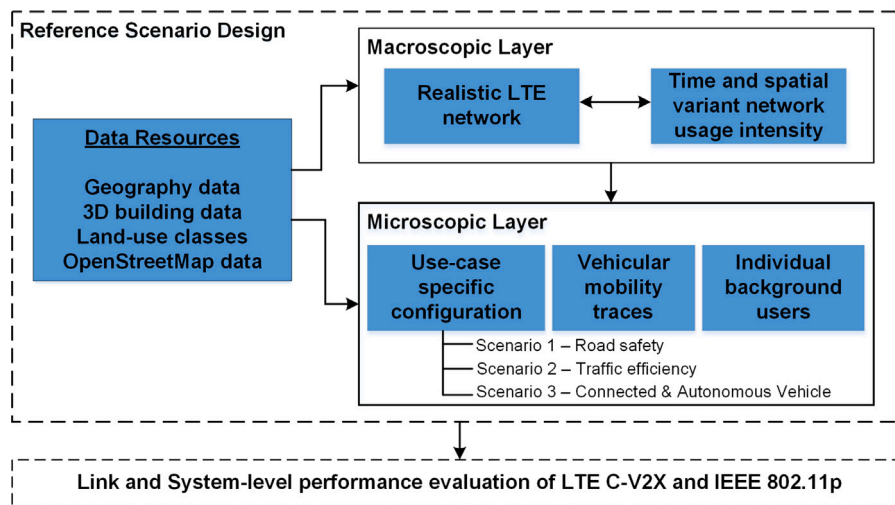 Reference Scenario Design
Data Resources
Geography data
3D building data
Land-use classes
OpenStreetMap data
Macroscopic Layer
Realistic LTE
network
Time and spatial
variant network
usage intensity
Microscopic Layer
Use-case
specific
configuration
Vehicular
mobility
traces
Individual
background
users
Scenario 1 – Road safety
Scenario 2 – Traffic efficiency
Scenario 3 – Connected & Autonomous Vehicle
Link and System-level performance evaluation of LTE C-V2X and IEEE 802.11p